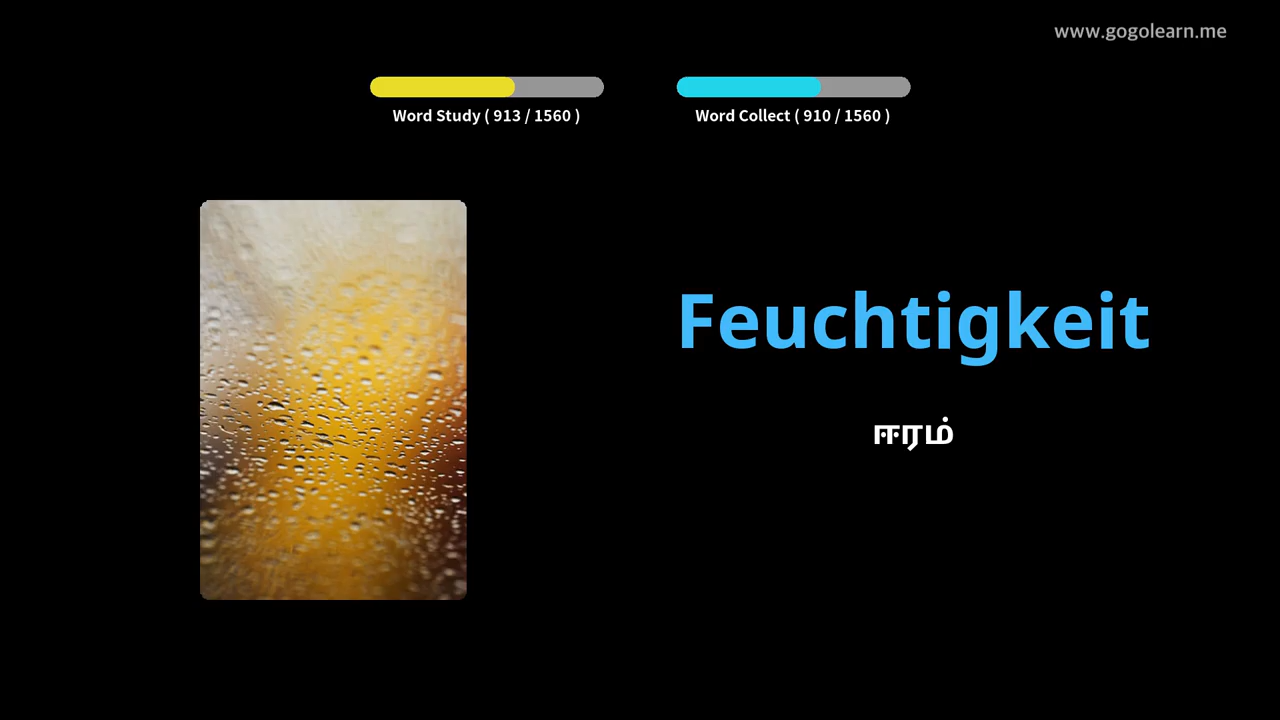 www.gogolearn.me
Word Study ( 913 / 1560 )
Word Collect ( 910 / 1560 )
Feuchtigkeit
ஈரம்